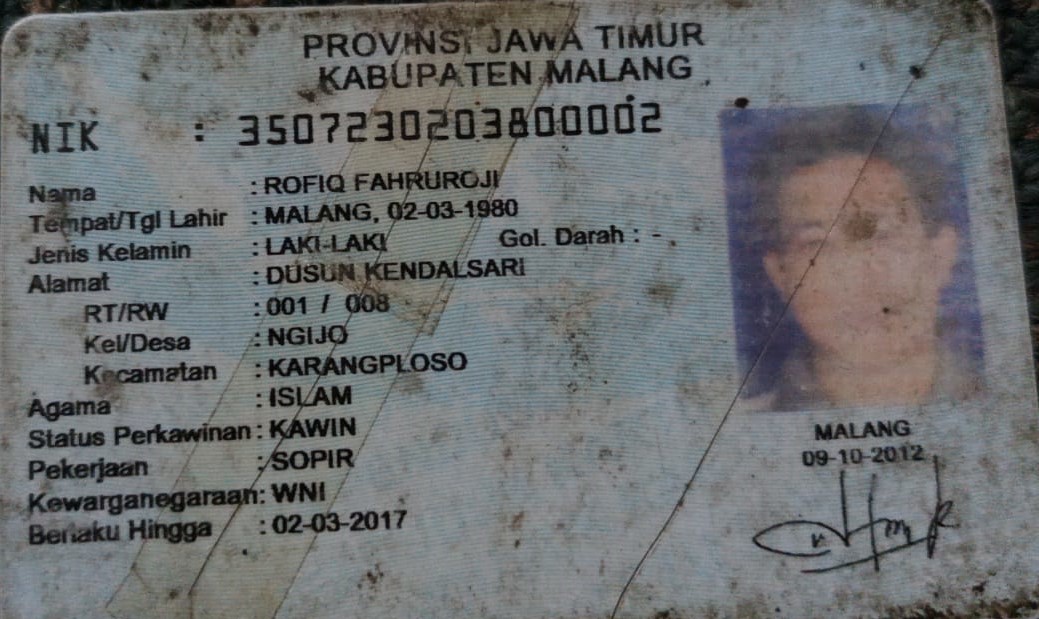 PROVINSI JAWA TIMUR
KABUPATEN MALANG
NIK : 3507230203800002
Nama : ROFIQ FAHRUROJI
Tempat/Tgl Lahir : MALANG, 02-03-1980
Jenis Kelamin : LAKI-LAKI Gol. Darah : -
Alamat : DUSUN KENDALSARI
RT/RW : 001 / 008
Kel/Desa : NGIJO
Kecamatan : KARANGPLOSO
Agama : ISLAM
Status Perkawinan : KAWIN
Pekerjaan : SOPIR
Kewarganegaraan : WNI
Berlaku Hingga : 02-03-2017
MALANG
09-10-2012